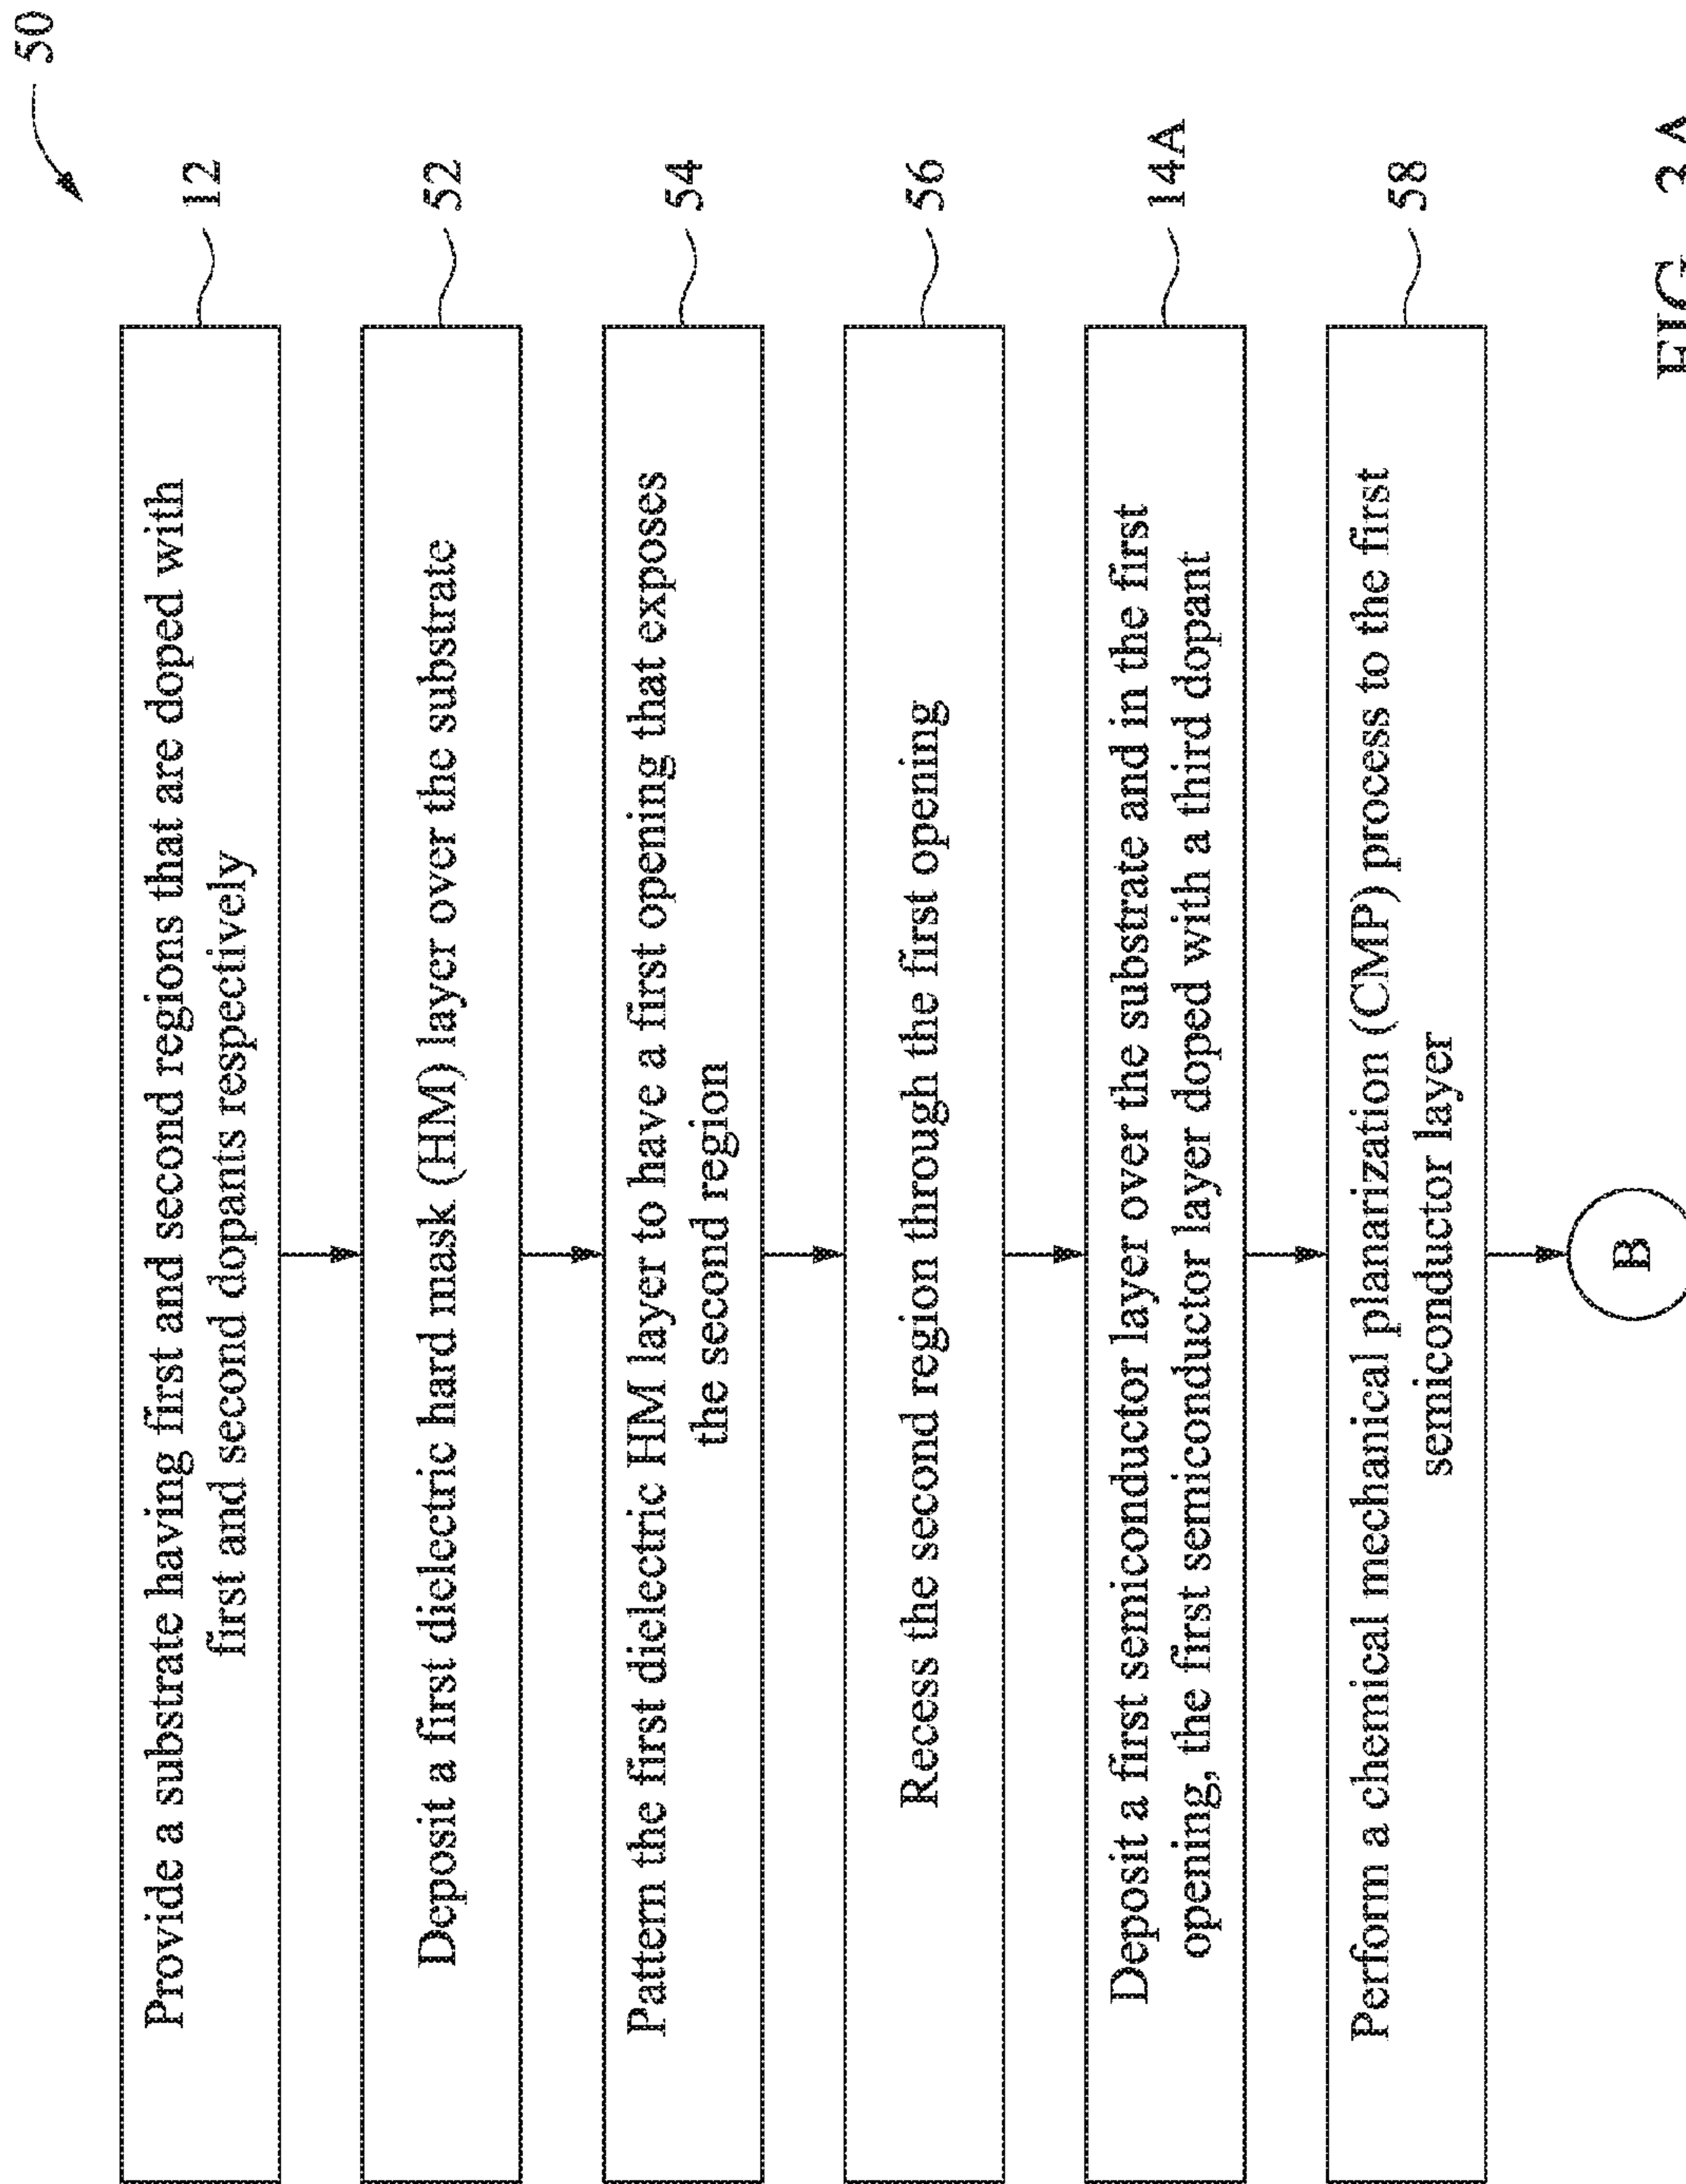 50
Provide a substrate having first and second regions that are doped with
first and second dopants respectively
12
Deposit a first dielectric hard mask (HM) layer over the substrate
52
Pattern the first dielectric HM layer to have a first opening that exposes
the second region
54
Recess the second region through the first opening
56
Deposit a first semiconductor layer over the substrate and in the first
opening, the first semiconductor layer doped with a third dopant
14A
Perform a chemical mechanical planarization (CMP) process to the first
semiconductor layer
58
B
FIG. 3A